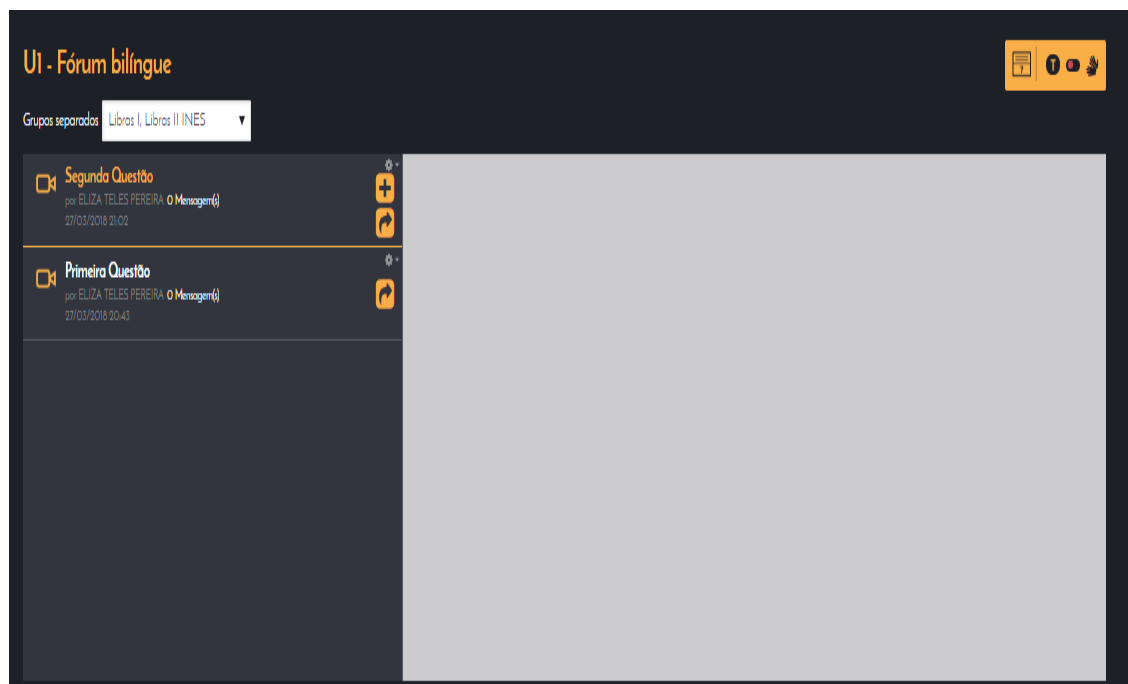 U1 - Fórum bilíngue
T
Grupos separados Libras I, Libras II INES
Segunda Questão
por ELIZA TELES PEREIRA 0 Mensagem(s)
27/03/2018 21:02
Primeira Questão
por ELIZA TELES PEREIRA 0 Mensagem(s)
27/03/2018 20:43